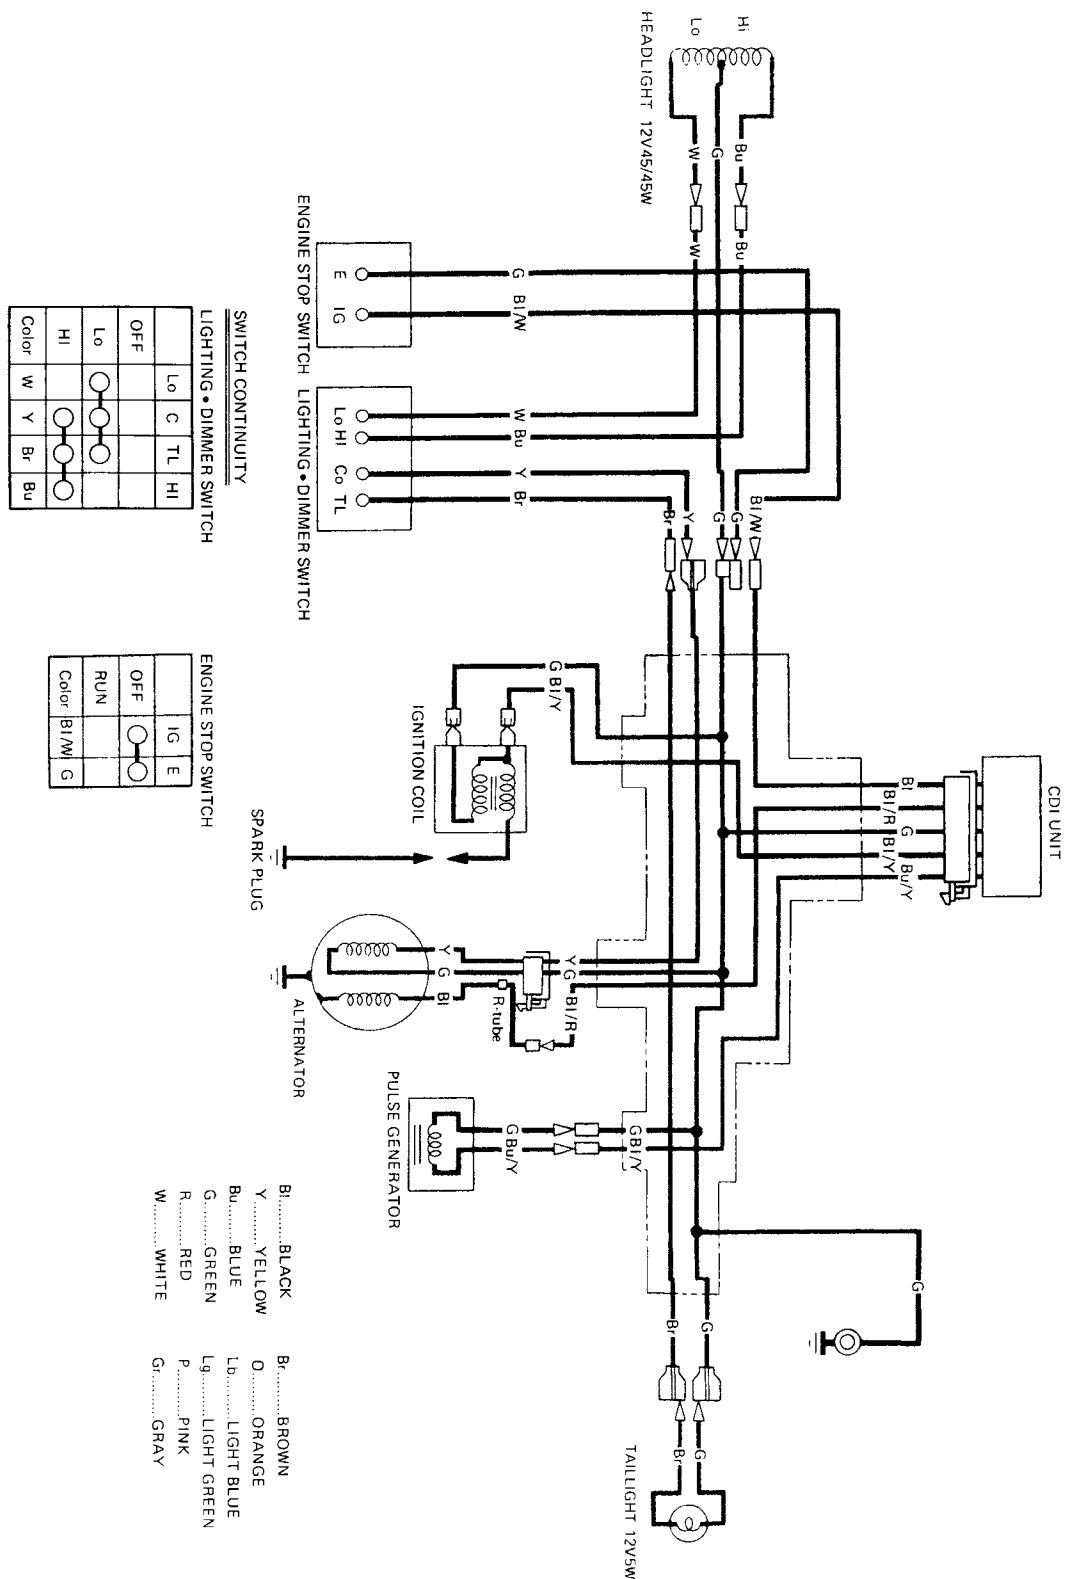 Hi
Lo
HEADLIGHT 12V45/45W
Bu
G
W
Bu
W
ENGINE STOP SWITCH
E
IG
G
Bl/W
LIGHTING • DIMMER SWITCH
Lo
HI
Co
TL
W
Bu
Y
Br
Bl/W
G
G
Y
Br
SWITCH CONTINUITY
LIGHTING • DIMMER SWITCH
Lo C TL HI
OFF
Lo
HI
Color W Y Br Bu
ENGINE STOP SWITCH
IG E
OFF
RUN
Color Bl/W G
CDI UNIT
Bl
Bl/R
G
Bl/Y
Bu/Y
G
Bl/Y
IGNITION COIL
SPARK PLUG
Y
G
Bl
Y
G
Bl/R
R-tube
ALTERNATOR
PULSE GENERATOR
G
Bu/Y
G
Bl/Y
G
Br
G
Br
G
TAILLIGHT 12V5W
Bl.........BLACK
Y..........YELLOW
Bu.........BLUE
G..........GREEN
R..........RED
W..........WHITE
Br.........BROWN
O..........ORANGE
Lb.........LIGHT BLUE
Lg.........LIGHT GREEN
P..........PINK
Gr.........GRAY